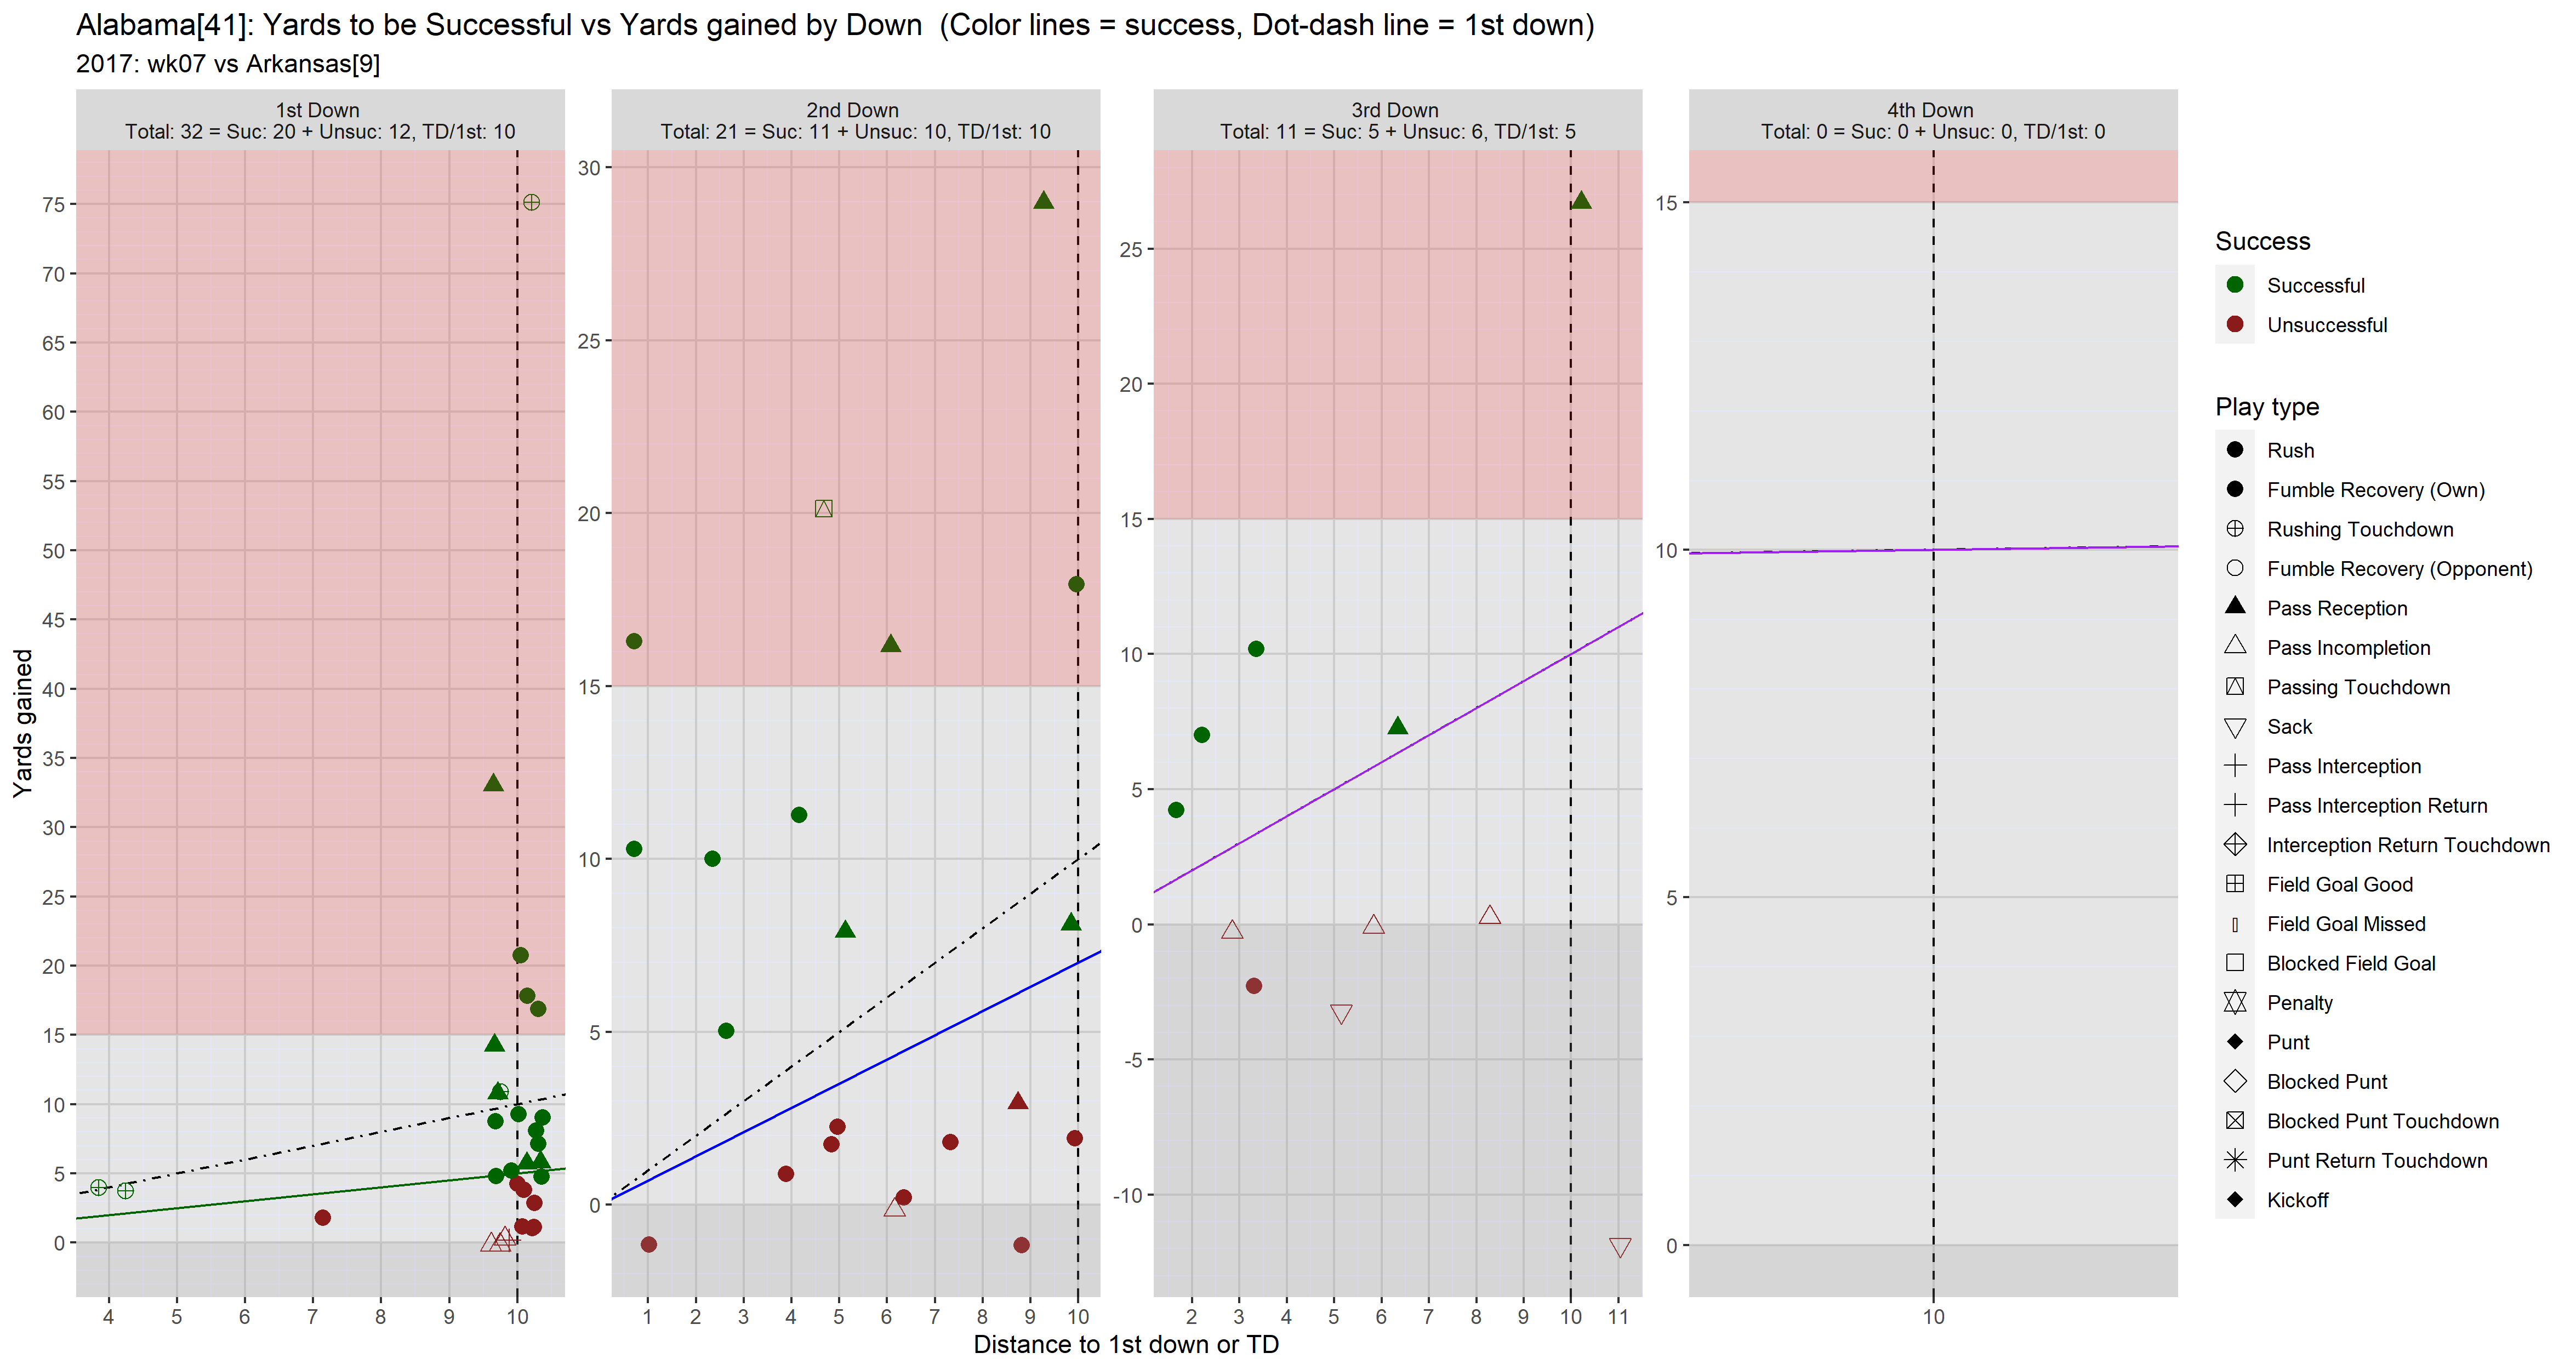 Alabama[41]: Yards to be Successful vs Yards gained by Down  (Color lines = success, Dot-dash line = 1st down)
2017: wk07 vs Arkansas[9]
1st Down
Total: 32 = Suc: 20 + Unsuc: 12, TD/1st: 10
2nd Down
Total: 21 = Suc: 11 + Unsuc: 10, TD/1st: 10
3rd Down
Total: 11 = Suc: 5 + Unsuc: 6, TD/1st: 5
4th Down
Total: 0 = Suc: 0 + Unsuc: 0, TD/1st: 0
Yards gained
75
70
65
60
55
50
45
40
35
30
25
20
15
10
5
0
4 5 6 7 8 9 10
30
25
20
15
10
5
0
1 2 3 4 5 6 7 8 9 10
25
20
15
10
5
0
-5
-10
2 3 4 5 6 7 8 9 10 11
15
10
5
0
10
Distance to 1st down or TD
Success
Successful
Unsuccessful
Play type
Rush
Fumble Recovery (Own)
Rushing Touchdown
Fumble Recovery (Opponent)
Pass Reception
Pass Incompletion
Passing Touchdown
Sack
Pass Interception
Pass Interception Return
Interception Return Touchdown
Field Goal Good
Field Goal Missed
Blocked Field Goal
Penalty
Punt
Blocked Punt
Blocked Punt Touchdown
Punt Return Touchdown
Kickoff